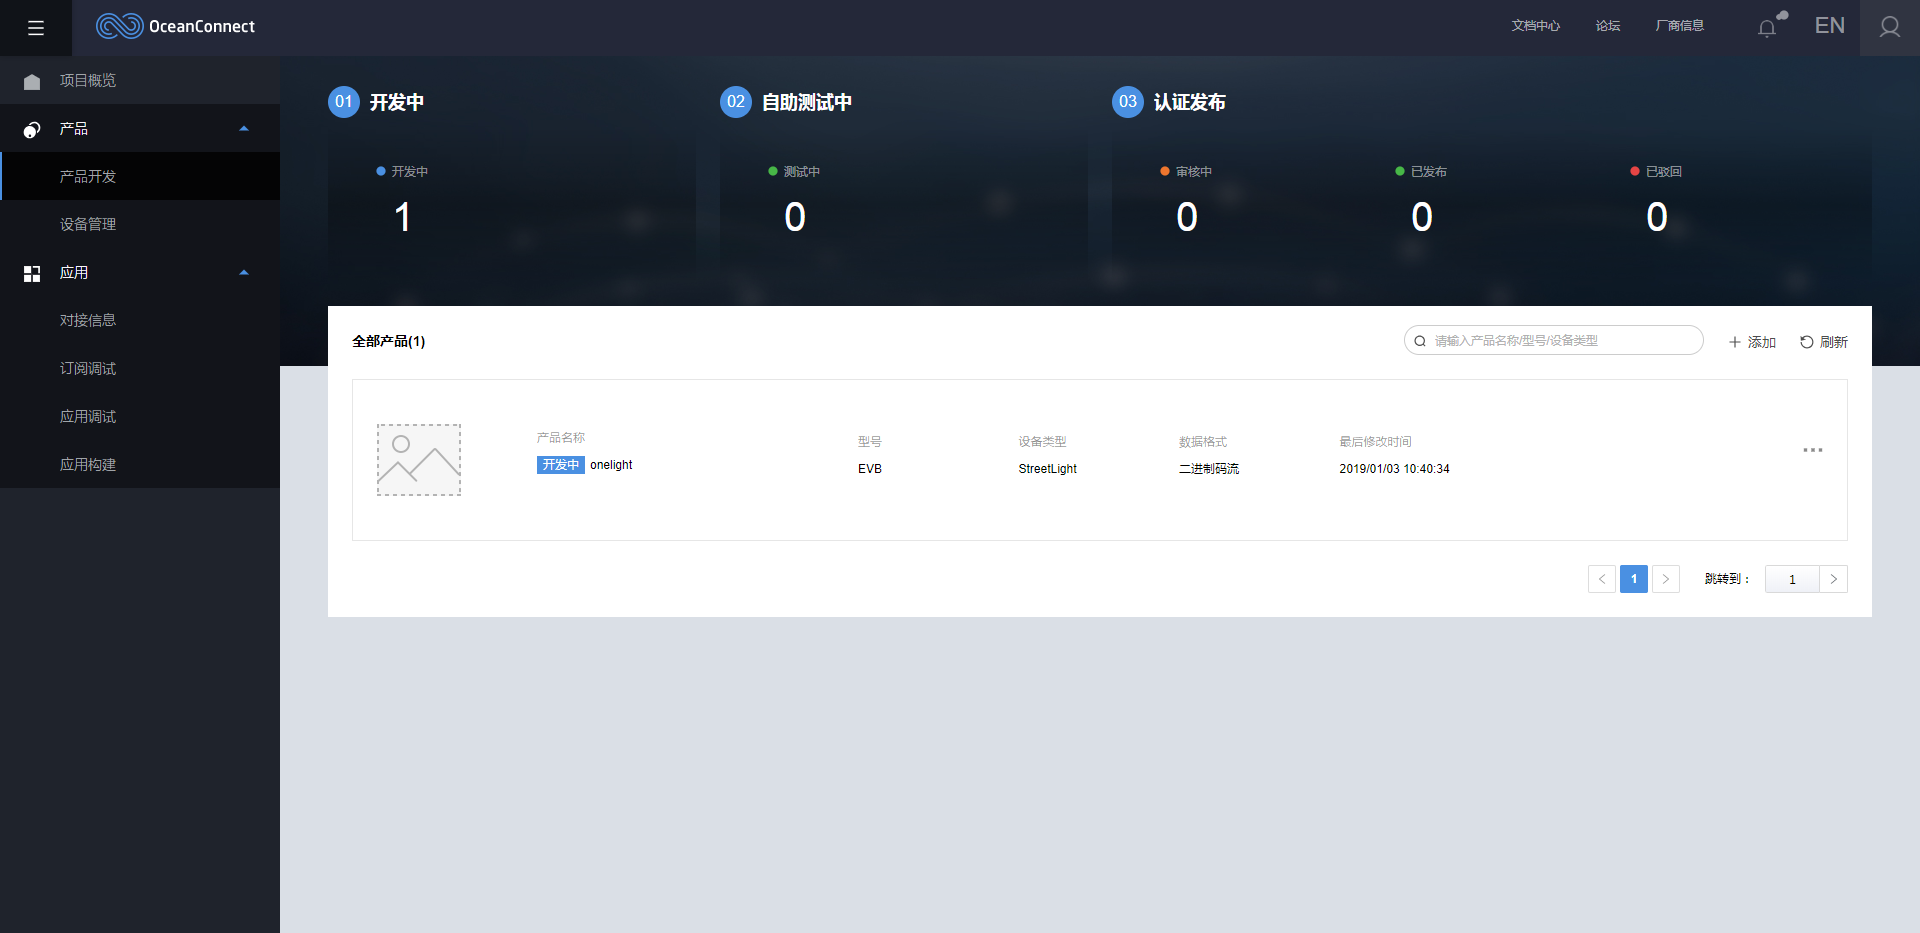 OceanConnect
文档中心
论坛
厂商信息
EN
项目概览
产品
产品开发
设备管理
应用
对接信息
订阅调试
应用调试
应用构建
01 开发中
开发中
1
02 自助测试中
测试中
0
03 认证发布
审核中
0
已发布
0
已驳回
0
全部产品(1)
请输入产品名称/型号/设备类型
添加
刷新
产品名称
开发中 onelight
型号
EVB
设备类型
StreetLight
数据格式
二进制码流
最后修改时间
2019/01/03 10:40:34
< 1 > 跳转到： 1 >